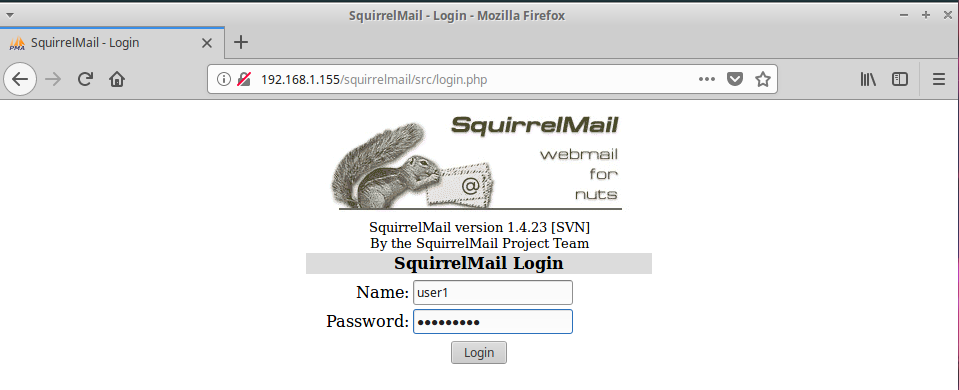 SquirrelMail - Login - Mozilla Firefox
PMA SquirrelMail - Login
192.168.1.155/squirrelmail/src/login.php
SquirrelMail
webmail
for
nuts
@
SquirrelMail version 1.4.23 [SVN]
By the SquirrelMail Project Team
SquirrelMail Login
Name: user1
Password: ●●●●●●●●●
Login